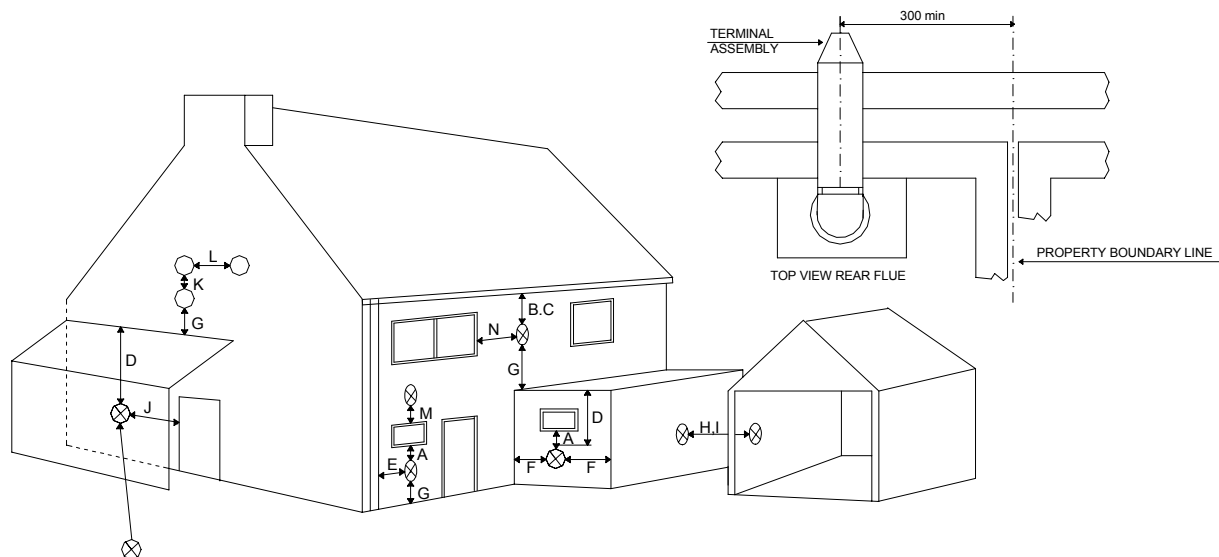 300 min
TERMINAL
ASSEMBLY
PROPERTY BOUNDARY LINE
TOP VIEW REAR FLUE
L
K
G
D
J
B.C
N
G
M
A
E
G
D
A
F
F
H,I